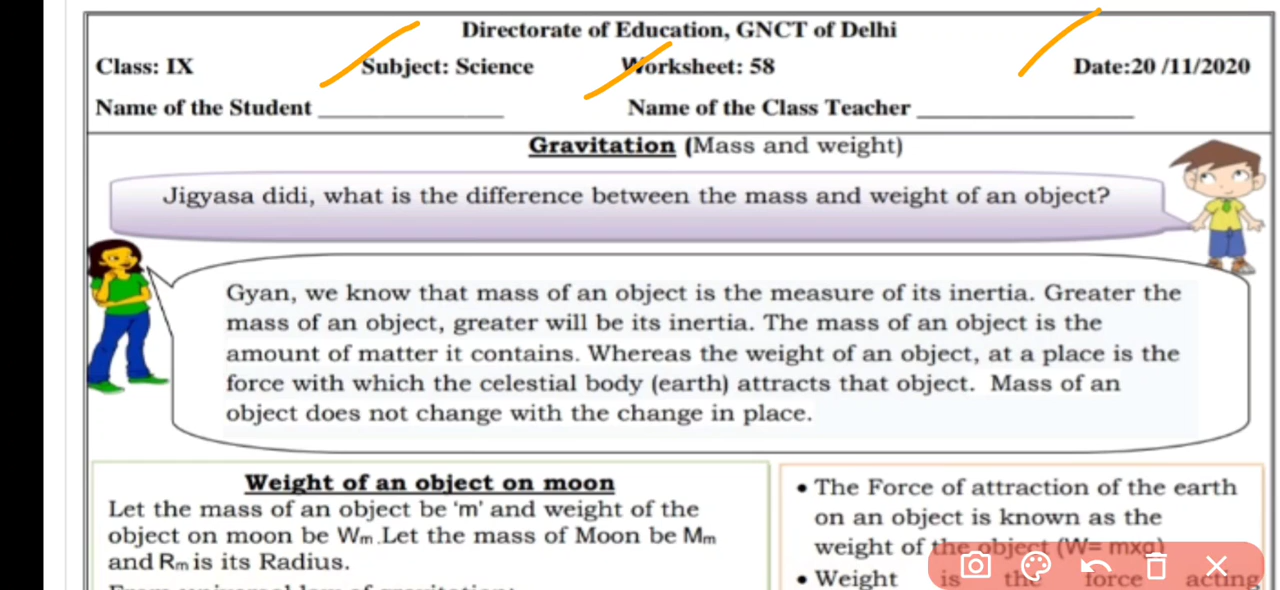 Directorate of Education, GNCT of Delhi
Class: IX Subject: Science Worksheet: 58 Date:20 /11/2020
Name of the Student ________________ Name of the Class Teacher ___________________
Gravitation (Mass and weight)
Jigyasa didi, what is the difference between the mass and weight of an object?
Gyan, we know that mass of an object is the measure of its inertia. Greater the
mass of an object, greater will be its inertia. The mass of an object is the
amount of matter it contains. Whereas the weight of an object, at a place is the
force with which the celestial body (earth) attracts that object. Mass of an
object does not change with the change in place.
Weight of an object on moon
Let the mass of an object be 'm' and weight of the
object on moon be Wm.Let the mass of Moon be Mm
and Rm is its Radius.
• The Force of attraction of the earth
on an object is known as the
weight of the object (W= mxg)
• Weight is the force acting